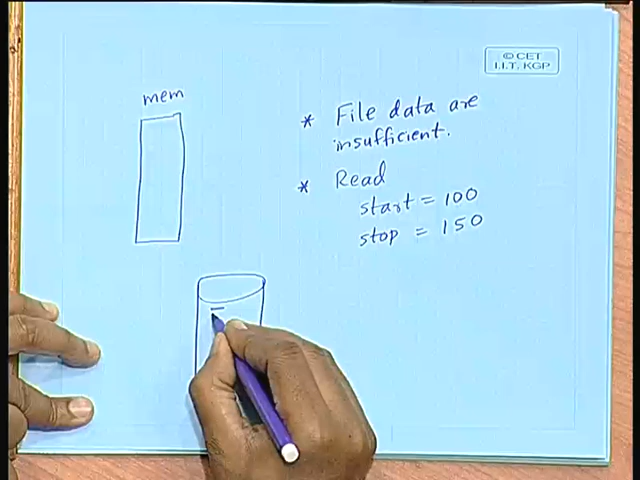 © CET
I.I.T. KGP
mem
* File data are
insufficient.
* Read
start = 100
stop = 150